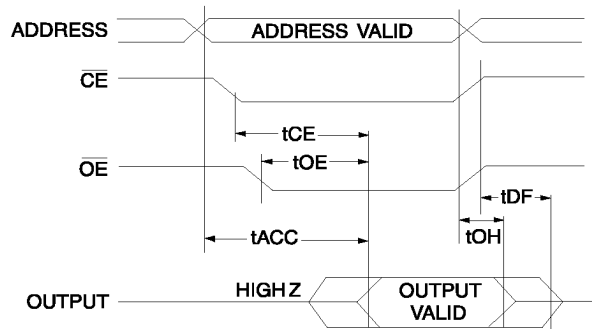 ADDRESS
ADDRESS VALID
CE
tCE
OE
tOE
tDF
tACC
tOH
HIGH Z
OUTPUT
OUTPUT
VALID